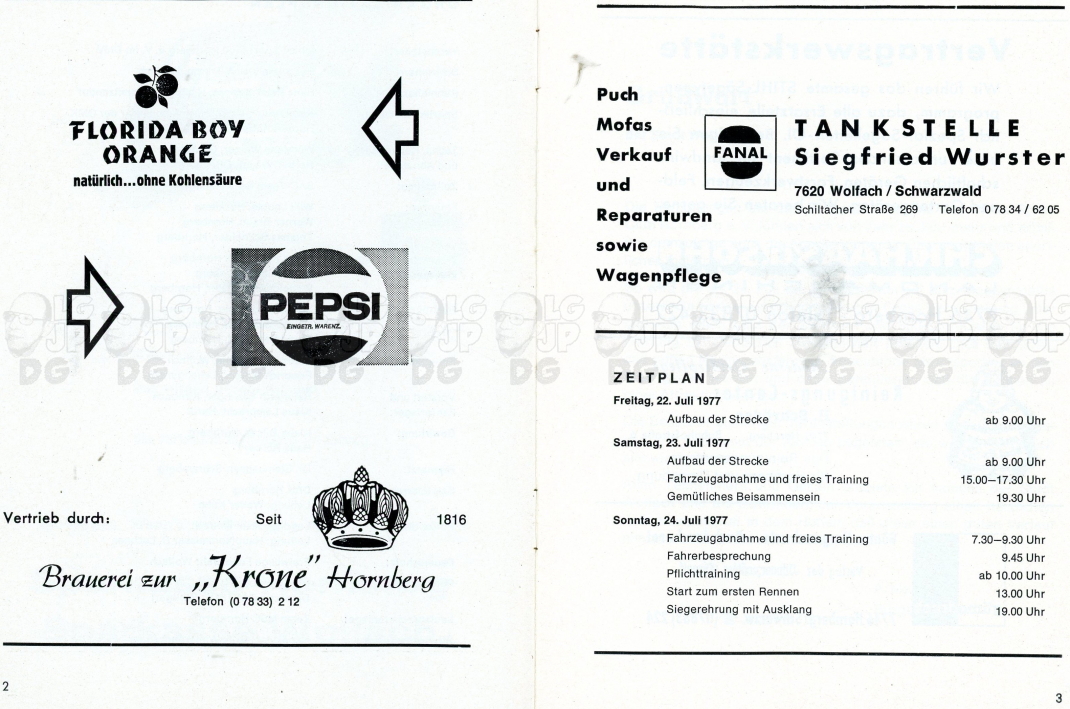 FLORIDA BOY
ORANGE
natürlich...ohne Kohlensäure
PEPSI
EINGETR. WARENZ.
Vertrieb durch:
Seit 1816
Brauerei zur „Krone" Hornberg
Telefon (0 78 33) 2 12
2
Puch
Mofas
Verkauf
und
Reparaturen
sowie
Wagenpflege
FANAL
TANKSTELLE
Siegfried Wurster
7620 Wolfach / Schwarzwald
Schiltacher Straße 269 Telefon 0 78 34 / 62 05
ZEITPLAN
Freitag, 22. Juli 1977
Aufbau der Strecke ab 9.00 Uhr
Samstag, 23. Juli 1977
Aufbau der Strecke ab 9.00 Uhr
Fahrzeugabnahme und freies Training 15.00—17.30 Uhr
Gemütliches Beisammensein 19.30 Uhr
Sonntag, 24. Juli 1977
Fahrzeugabnahme und freies Training 7.30—9.30 Uhr
Fahrerbesprechung 9.45 Uhr
Pflichttraining ab 10.00 Uhr
Start zum ersten Rennen 13.00 Uhr
Siegerehrung mit Ausklang 19.00 Uhr
3
LG
JP
DG